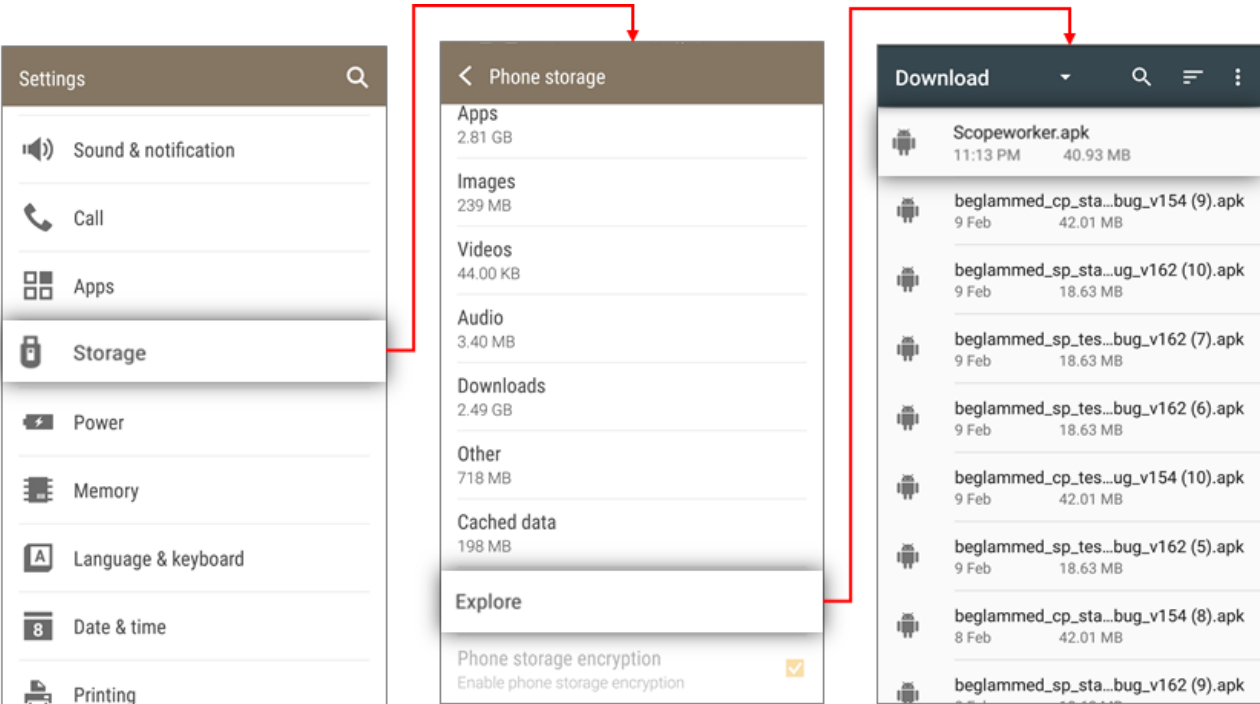 Settings
Sound & notification
Call
Apps
Storage
Power
Memory
A
Language & keyboard
8
Date & time
Printing
Phone storage
Apps
2.81 GB
Images
239 MB
Videos
44.00 KB
Audio
3.40 MB
Downloads
2.49 GB
Other
718 MB
Cached data
198 MB
Explore
Phone storage encryption
Enable phone storage encryption
Download
Scopeworker.apk
11:13 PM 40.93 MB
beglammed_cp_sta...bug_v154 (9).apk
9 Feb 42.01 MB
beglammed_sp_sta...ug_v162 (10).apk
9 Feb 18.63 MB
beglammed_sp_tes...bug_v162 (7).apk
9 Feb 18.63 MB
beglammed_sp_tes...bug_v162 (6).apk
9 Feb 18.63 MB
beglammed_cp_tes...ug_v154 (10).apk
9 Feb 42.01 MB
beglammed_sp_tes...bug_v162 (5).apk
9 Feb 18.63 MB
beglammed_cp_sta...bug_v154 (8).apk
8 Feb 42.01 MB
beglammed_sp_sta...bug_v162 (9).apk